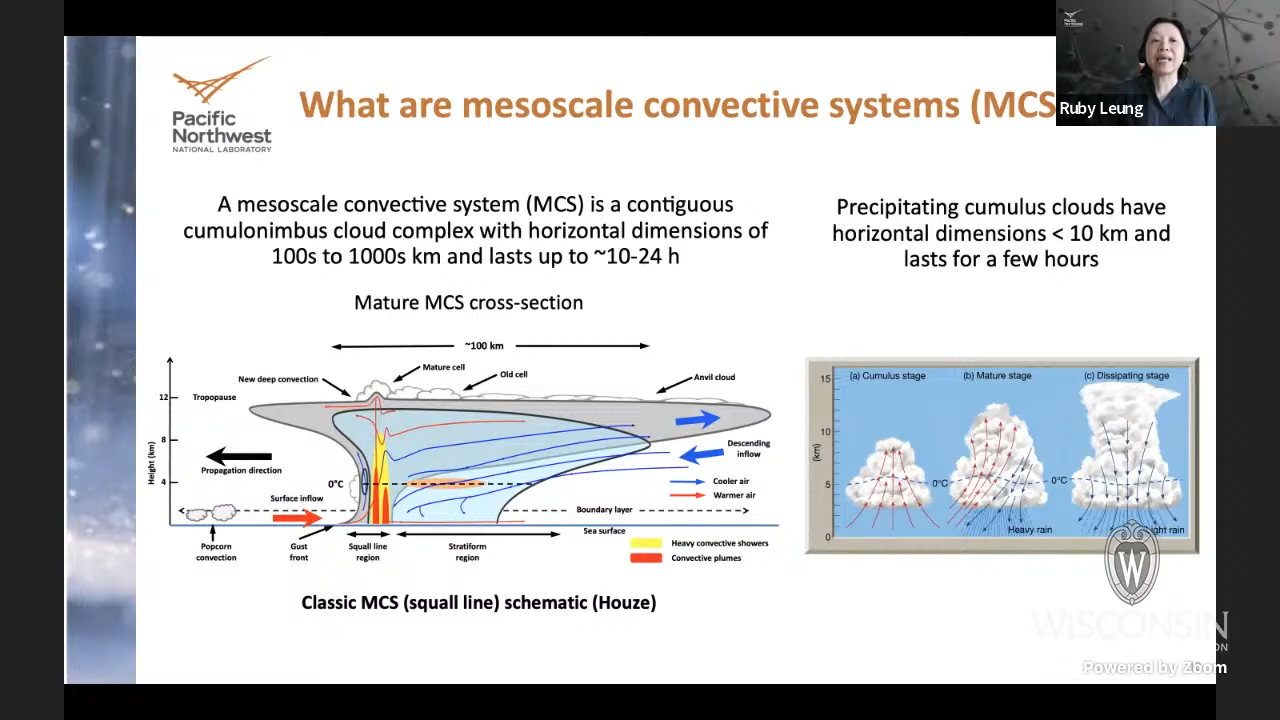 Pacific
Northwest
NATIONAL LABORATORY
What are mesoscale convective systems (MCS
Ruby Leung
A mesoscale convective system (MCS) is a contiguous
cumulonimbus cloud complex with horizontal dimensions of
100s to 1000s km and lasts up to ~10-24 h
Precipitating cumulus clouds have
horizontal dimensions < 10 km and
lasts for a few hours
Mature MCS cross-section
~100 km
Mature cell
New deep convection
Old cell
Anvil cloud
12
Tropopause
8
Height (km)
Descending
inflow
Propagation direction
4
0°C
Cooler air
Surface inflow
Warmer air
Boundary layer
Sea surface
Popcorn
convection
Gust
front
Squall line
region
Stratiform
region
Heavy convective showers
Convective plumes
Classic MCS (squall line) schematic (Houze)
15
(a) Cumulus stage
(b) Mature stage
(c) Dissipating stage
10
(km)
5
0°C
0°C
Heavy rain
ght rain
0
W
WISCONSIN
ON
Powered by Zoom